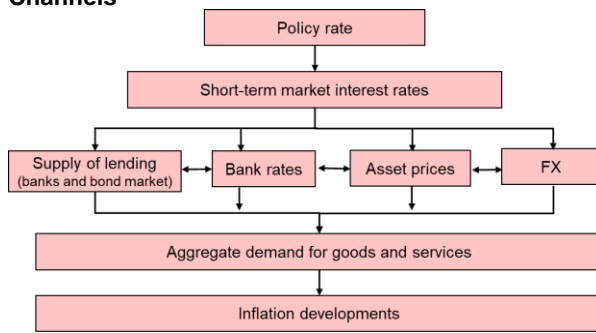 Channels
Policy rate
Short-term market interest rates
Supply of lending
(banks and bond market)
Bank rates
Asset prices
FX
Aggregate demand for goods and services
Inflation developments